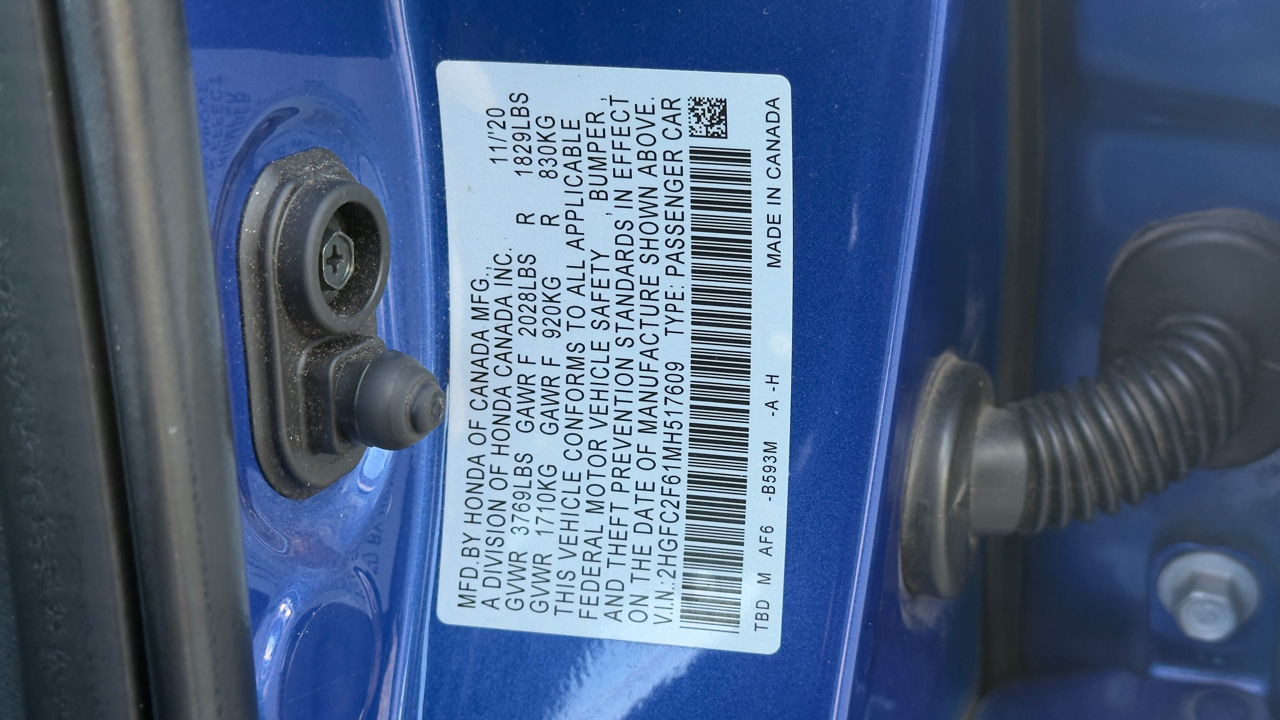 MFD.BY HONDA OF CANADA MFG., 11/'20
A DIVISION OF HONDA CANADA INC.
GVWR 3769LBS GAWR F 2028LBS R 1829LBS
GVWR 1710KG GAWR F 920KG R 830KG
THIS VEHICLE CONFORMS TO ALL APPLICABLE
FEDERAL MOTOR VEHICLE SAFETY, BUMPER,
AND THEFT PREVENTION STANDARDS IN EFFECT
ON THE DATE OF MANUFACTURE SHOWN ABOVE.
V.I.N.:2HGFC2F61MH517609 TYPE: PASSENGER CAR
TBD M AF6 -B593M -A -H MADE IN CANADA